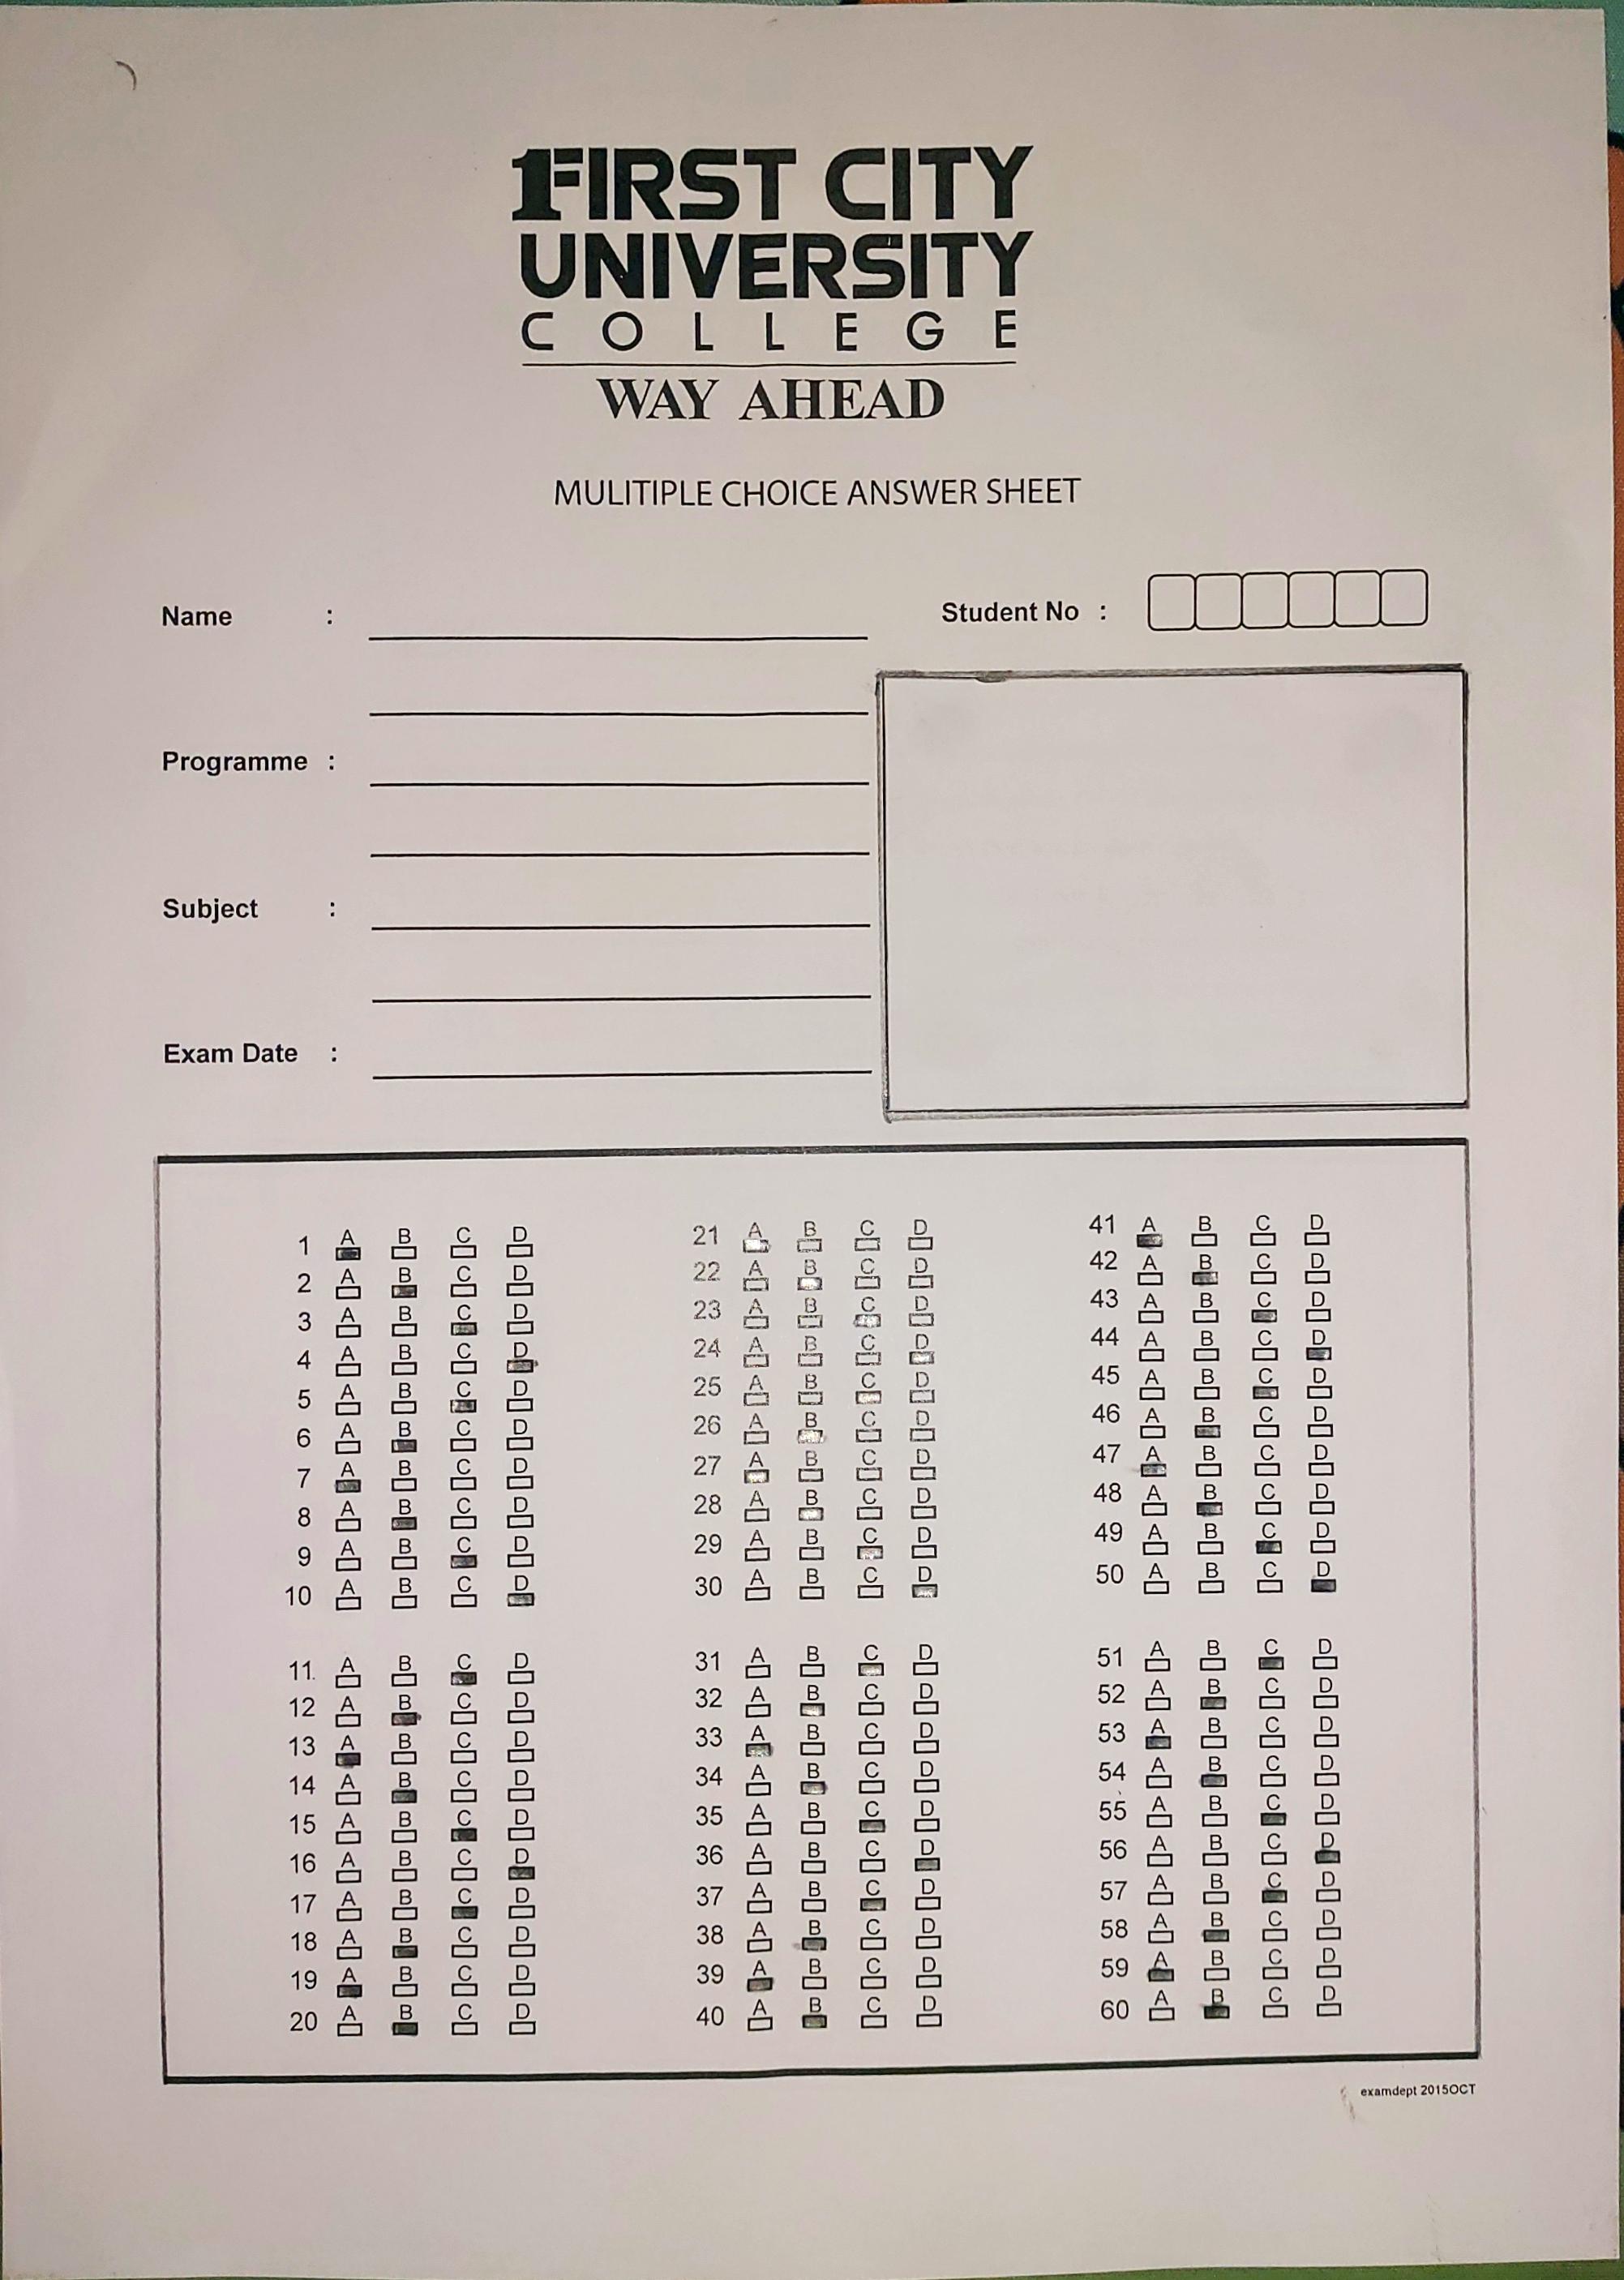 1FIRST CITY
UNIVERSITY
COLLEGE
WAY AHEAD
MULITIPLE CHOICE ANSWER SHEET
Name :
Student No :
Programme :
Subject :
Exam Date :
1 A B C D
2 A B C D
3 A B C D
4 A B C D
5 A B C D
6 A B C D
7 A B C D
8 A B C D
9 A B C D
10 A B C D
11. A B C D
12 A B C D
13 A B C D
14 A B C D
15 A B C D
16 A B C D
17 A B C D
18 A B C D
19 A B C D
20 A B C D
21 A B C D
22 A B C D
23 A B C D
24 A B C D
25 A B C D
26 A B C D
27 A B C D
28 A B C D
29 A B C D
30 A B C D
31 A B C D
32 A B C D
33 A B C D
34 A B C D
35 A B C D
36 A B C D
37 A B C D
38 A B C D
39 A B C D
40 A B C D
41 A B C D
42 A B C D
43 A B C D
44 A B C D
45 A B C D
46 A B C D
47 A B C D
48 A B C D
49 A B C D
50 A B C D
51 A B C D
52 A B C D
53 A B C D
54 A B C D
55 A B C D
56 A B C D
57 A B C D
58 A B C D
59 A B C D
60 A B C D
examdept 2015OCT